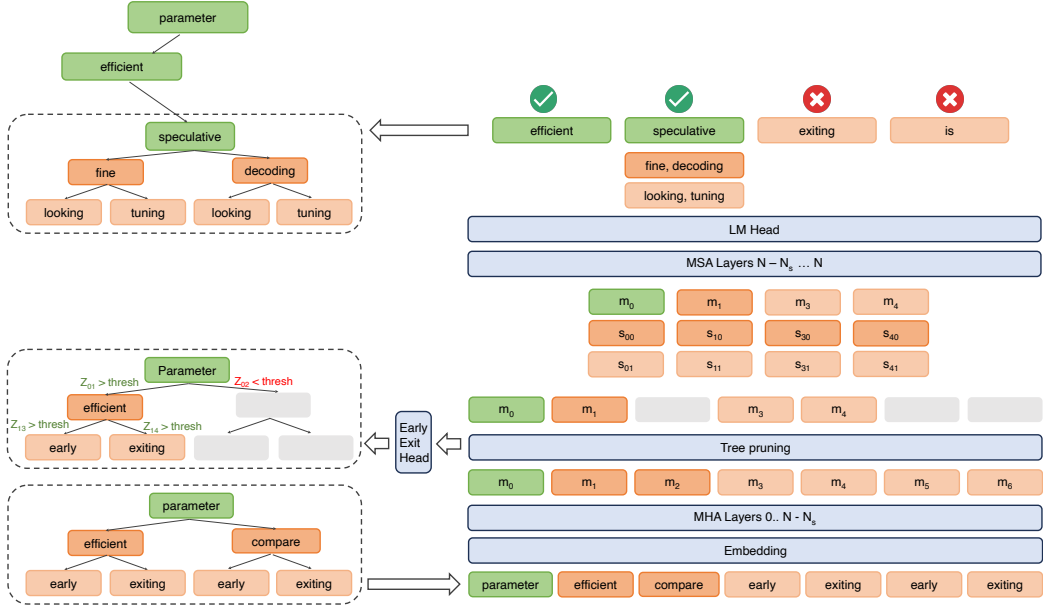 parameter
efficient
speculative
fine
decoding
looking
tuning
looking
tuning
efficient
speculative
exiting
is
fine, decoding
looking, tuning
LM Head
MSA Layers N – Nₛ … N
m₀
m₁
m₃
m₄
s₀₀
s₁₀
s₃₀
s₄₀
s₀₁
s₁₁
s₃₁
s₄₁
Parameter
Z₀₁ > thresh
Z₀₂ < thresh
efficient
Z₁₃ > thresh
Z₁₄ > thresh
early
exiting
Early
Exit
Head
m₀
m₁
m₃
m₄
Tree pruning
m₀
m₁
m₂
m₃
m₄
m₅
m₆
MHA Layers 0.. N - Nₛ
Embedding
parameter
efficient
compare
early
exiting
early
exiting
parameter
efficient
compare
early
exiting
early
exiting